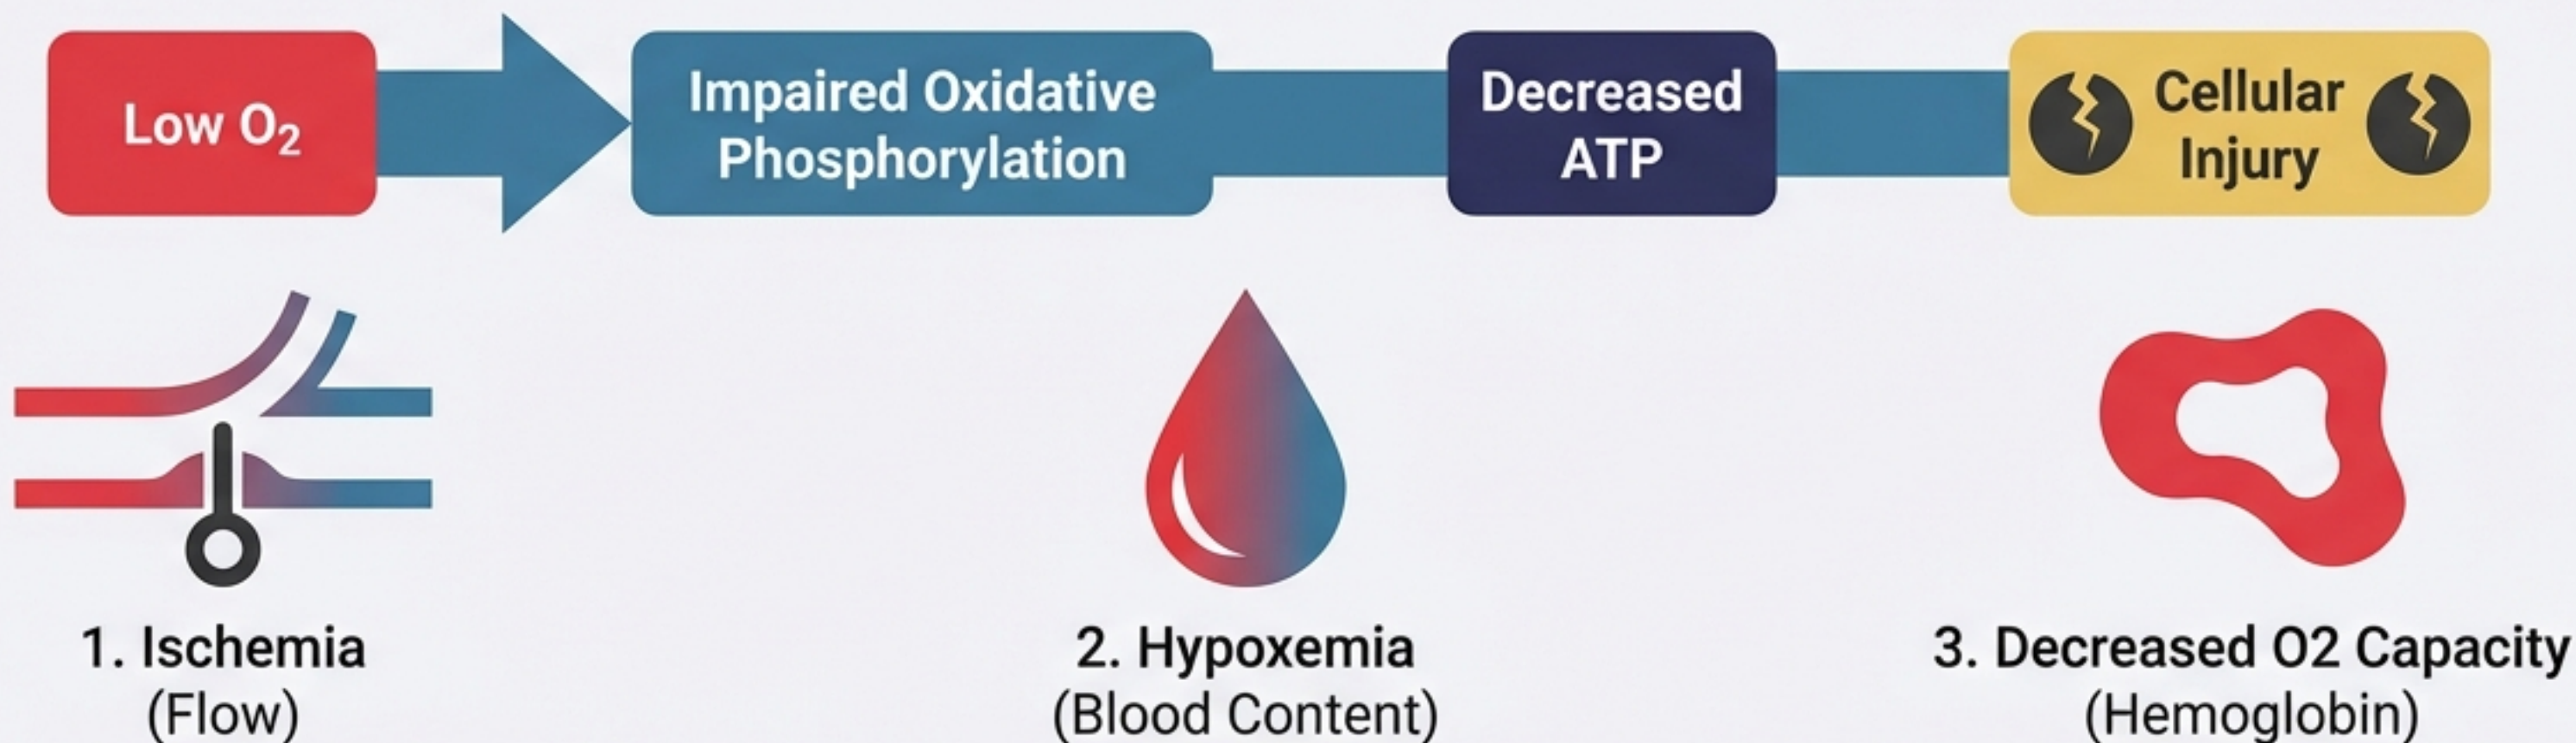 Low O₂
Impaired Oxidative
Phosphorylation
Decreased
ATP
Cellular
Injury
1. Ischemia
(Flow)
2. Hypoxemia
(Blood Content)
3. Decreased O2 Capacity
(Hemoglobin)